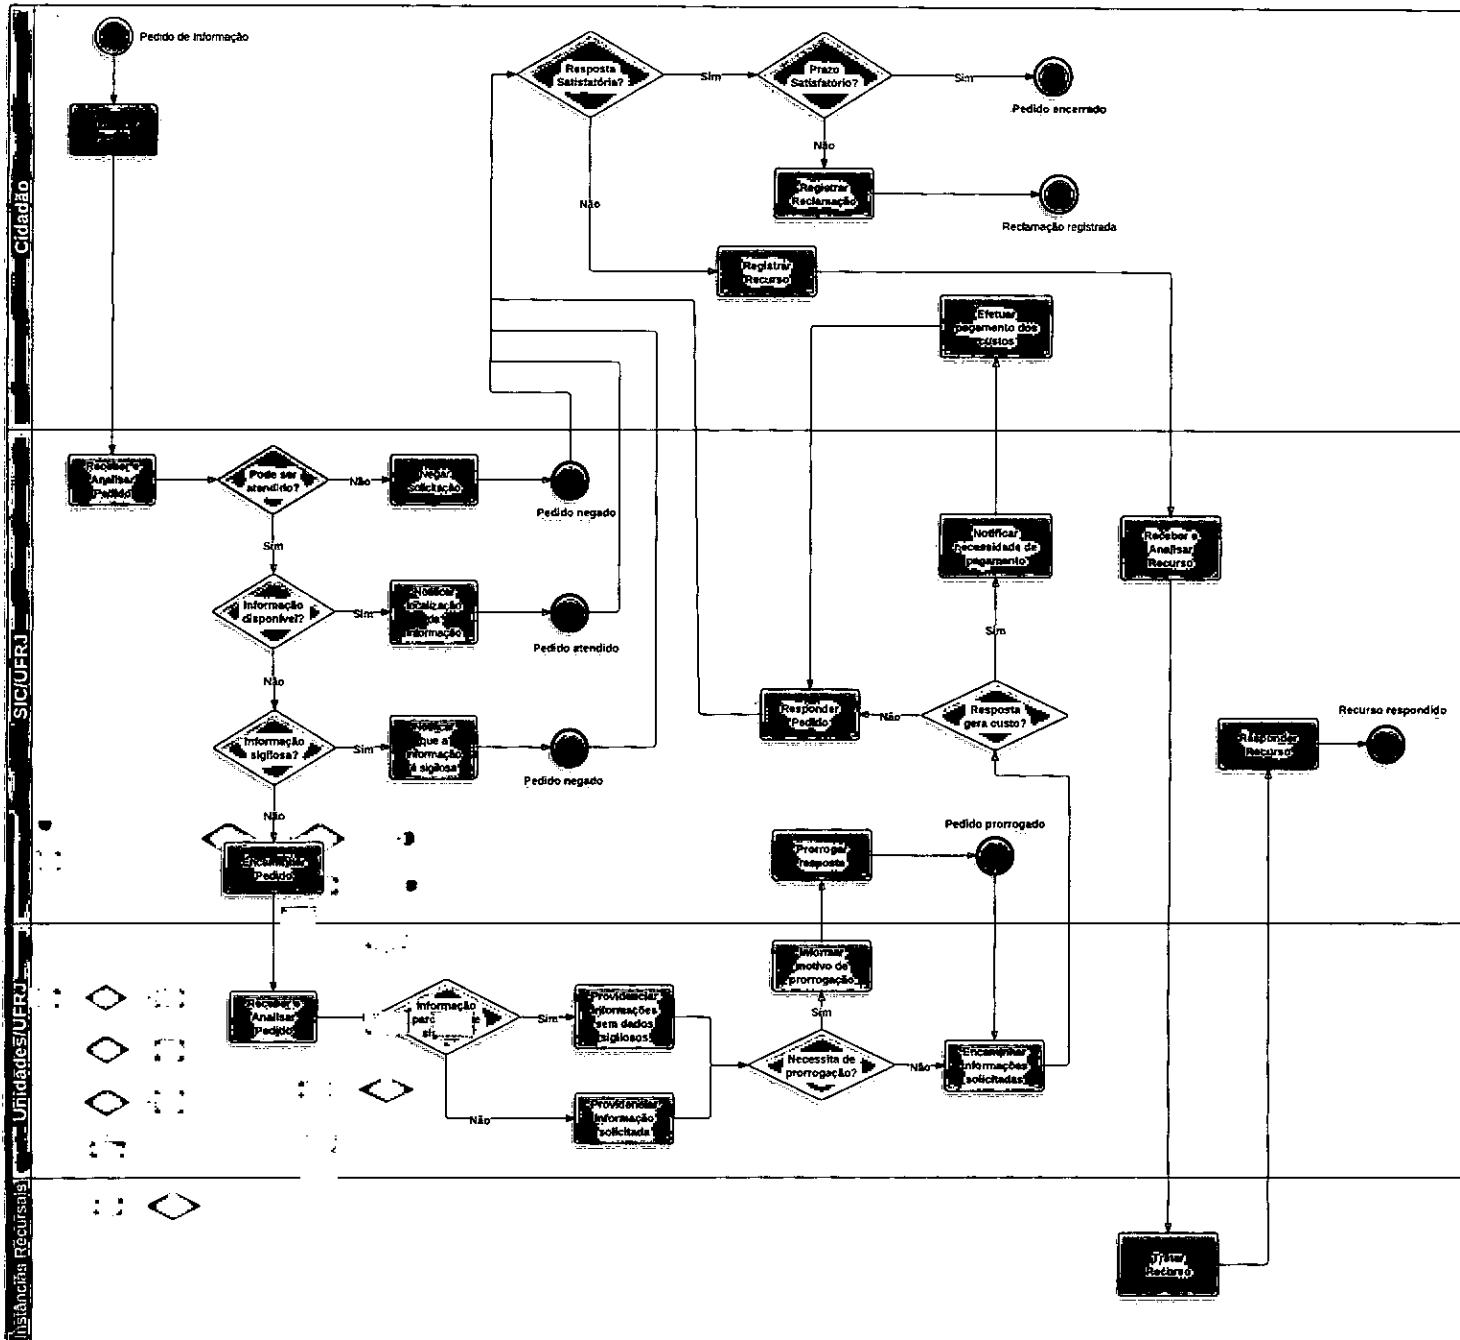 Pedido de Informação
Resposta
Satisfatória?
Sim
Prazo
Satisfatório?
Sim
Pedido encerrado
Não
Registrar
Reclamação
Reclamação registrada
Não
Registrar
Recurso
Efetuar
pagamento dos
custos
Cidadão
Receber e
Analisar
Pedido
Pode ser
atendido?
Não
Negar
solicitação
Pedido negado
Sim
Informação
disponível?
Sim
Notificar
localização
da
informação
Pedido atendido
Não
Informação
sigilosa?
Sim
Notificar
que a
informação
é sigilosa
Pedido negado
Não
Encaminhar
Pedido
Notificar
necessidade de
pagamento
Receber e
Analisar
Recurso
Sim
Responder
Pedido
Não
Resposta
gera custo?
Responder
Recurso
Recurso respondido
Prorrogar
resposta
Pedido prorrogado
SIC/UFRJ
Receber e
Analisar
Pedido
Informação
Sim
Providenciar
informações
sem dados
sigilosos
Não
Providenciar
informação
solicitada
Informar
motivo de
prorrogação
Sim
Necessita de
prorrogação?
Não
Encaminhar
informações
solicitadas
Unidades/UFRJ
Tratar
Recurso
Instâncias Recursais